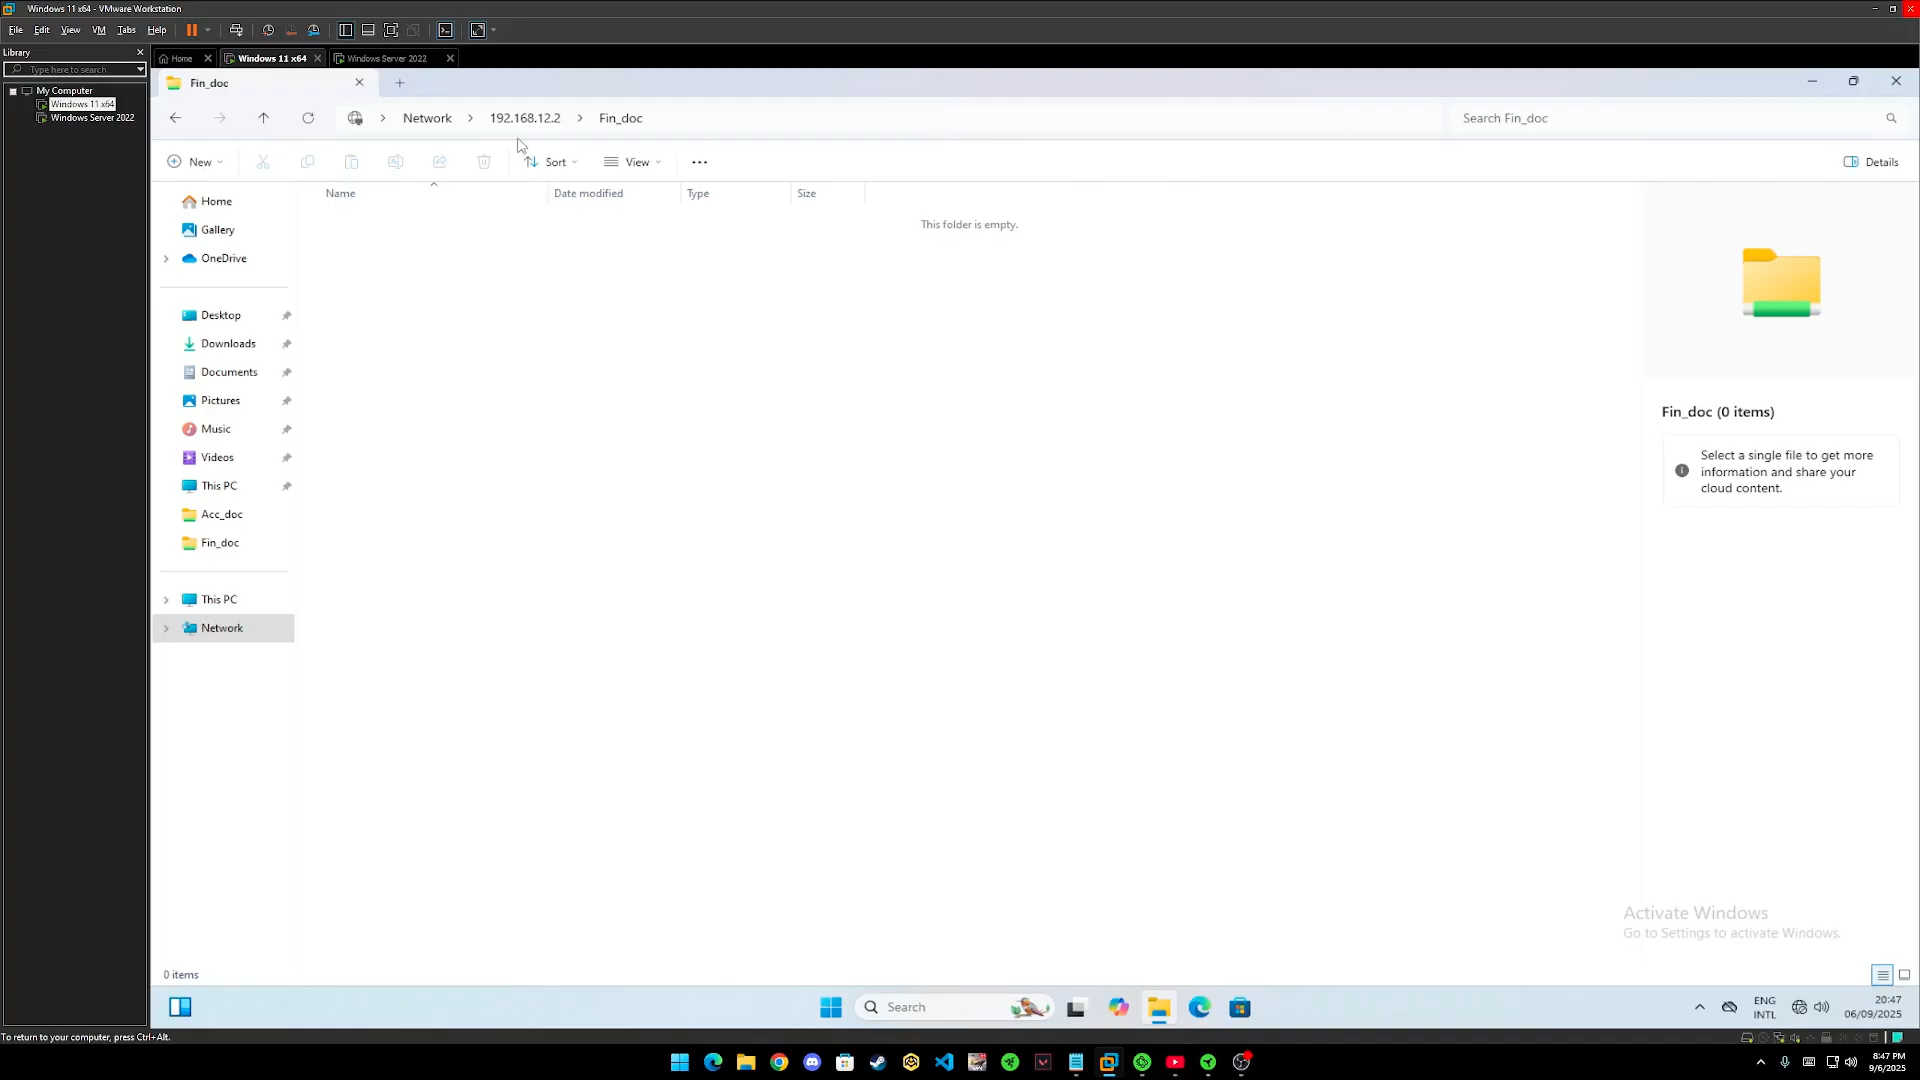 Windows 11 x64 - VMware Workstation
File Edit View VM Tabs Help
Library
Type here to search
My Computer
Windows 11 x64
Windows Server 2022
Home
Windows 11 x64
Windows Server 2022
Fin_doc
Network > 192.168.12.2 > Fin_doc
Search Fin_doc
New
Sort
View
Details
Name
Date modified
Type
Size
This folder is empty.
Home
Gallery
OneDrive
Desktop
Downloads
Documents
Pictures
Music
Videos
This PC
Acc_doc
Fin_doc
This PC
Network
Fin_doc (0 items)
Select a single file to get more
information and share your
cloud content.
Activate Windows
Go to Settings to activate Windows.
0 items
Search
ENG
INTL
20:47
06/09/2025
To return to your computer, press Ctrl+Alt.
8:47 PM
9/6/2025